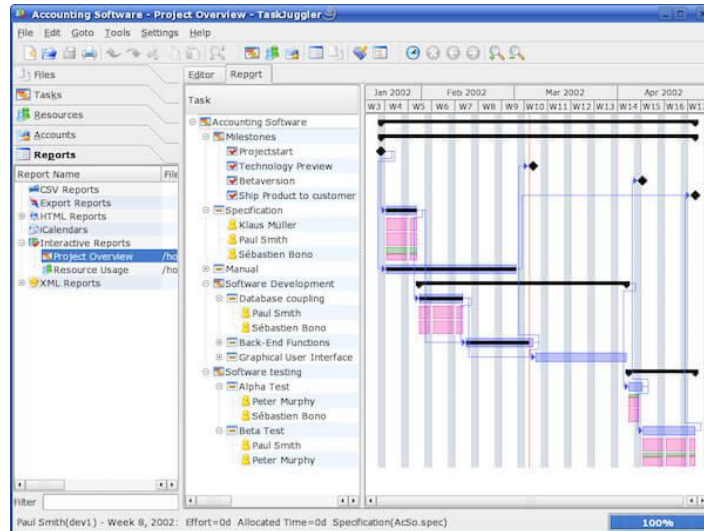 Accounting Software - Project Overview - TaskJuggler
File Edit Goto Tools Settings Help
Files
Tasks
Resources
Accounts
Reports
Report Name File
CSV Reports
Export Reports
HTML Reports
iCalendars
Interactive Reports
Project Overview /ho
Resource Usage /ho
XML Reports
Filter
Editor Report
Task
Accounting Software
Milestones
Projectstart
Technology Preview
Betaversion
Ship Product to customer
Specification
Klaus Müller
Paul Smith
Sébastien Bono
Manual
Software Development
Database coupling
Paul Smith
Sébastien Bono
Back-End Functions
Graphical User Interface
Software testing
Alpha Test
Peter Murphy
Sébastien Bono
Beta Test
Paul Smith
Peter Murphy
Jan 2002 Feb 2002 Mar 2002 Apr 2002
W3 W4 W5 W6 W7 W8 W9 W10 W11 W12 W13 W14 W15 W16 W17
Paul Smith(dev1) - Week 8, 2002: Effort=0d Allocated Time=0d Specification(AcSo.spec)
100%